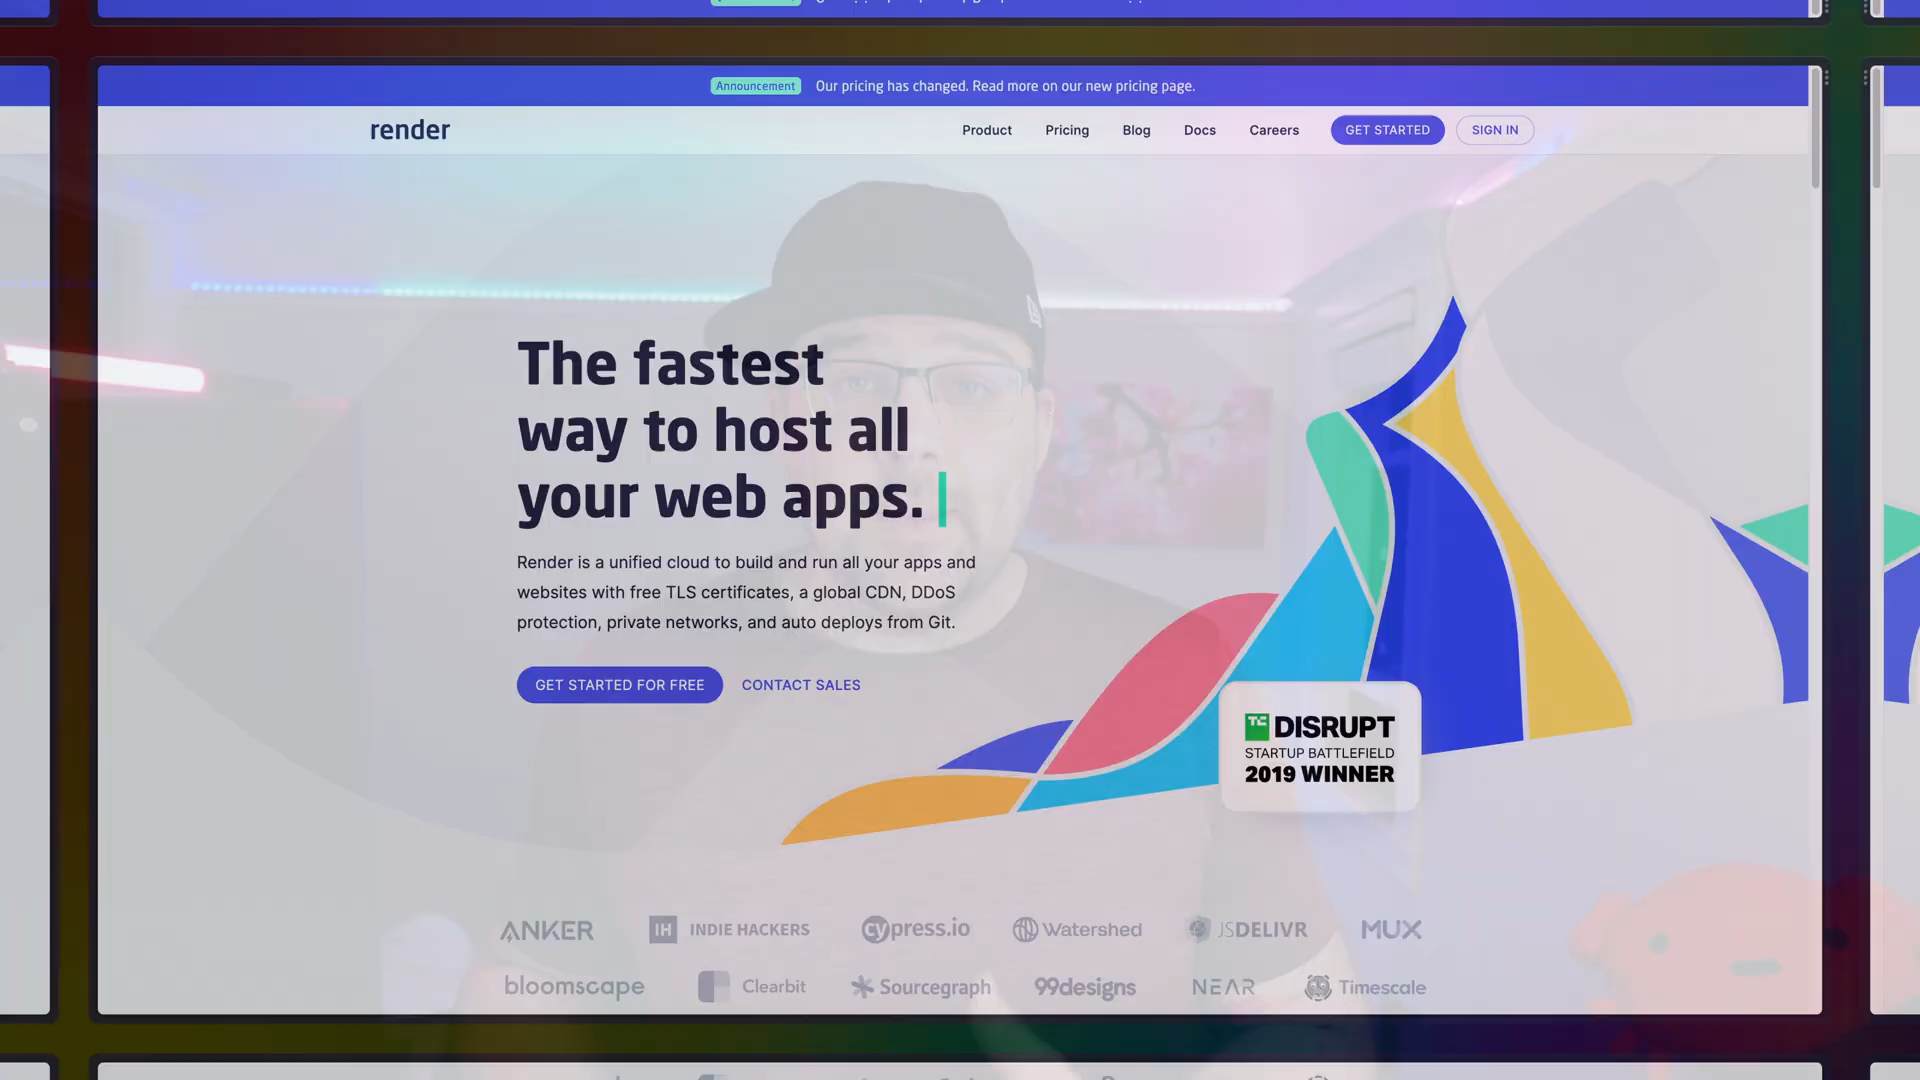 Announcement Our pricing has changed. Read more on our new pricing page.
render Product Pricing Blog Docs Careers GET STARTED SIGN IN
The fastest
way to host all
your web apps.
Render is a unified cloud to build and run all your apps and
websites with free TLS certificates, a global CDN, DDoS
protection, private networks, and auto deploys from Git.
GET STARTED FOR FREE CONTACT SALES
TC DISRUPT
STARTUP BATTLEFIELD
2019 WINNER
ANKER IH INDIE HACKERS cypress.io Watershed JSDELIVR MUX
bloomscape Clearbit Sourcegraph 99designs NEAR Timescale